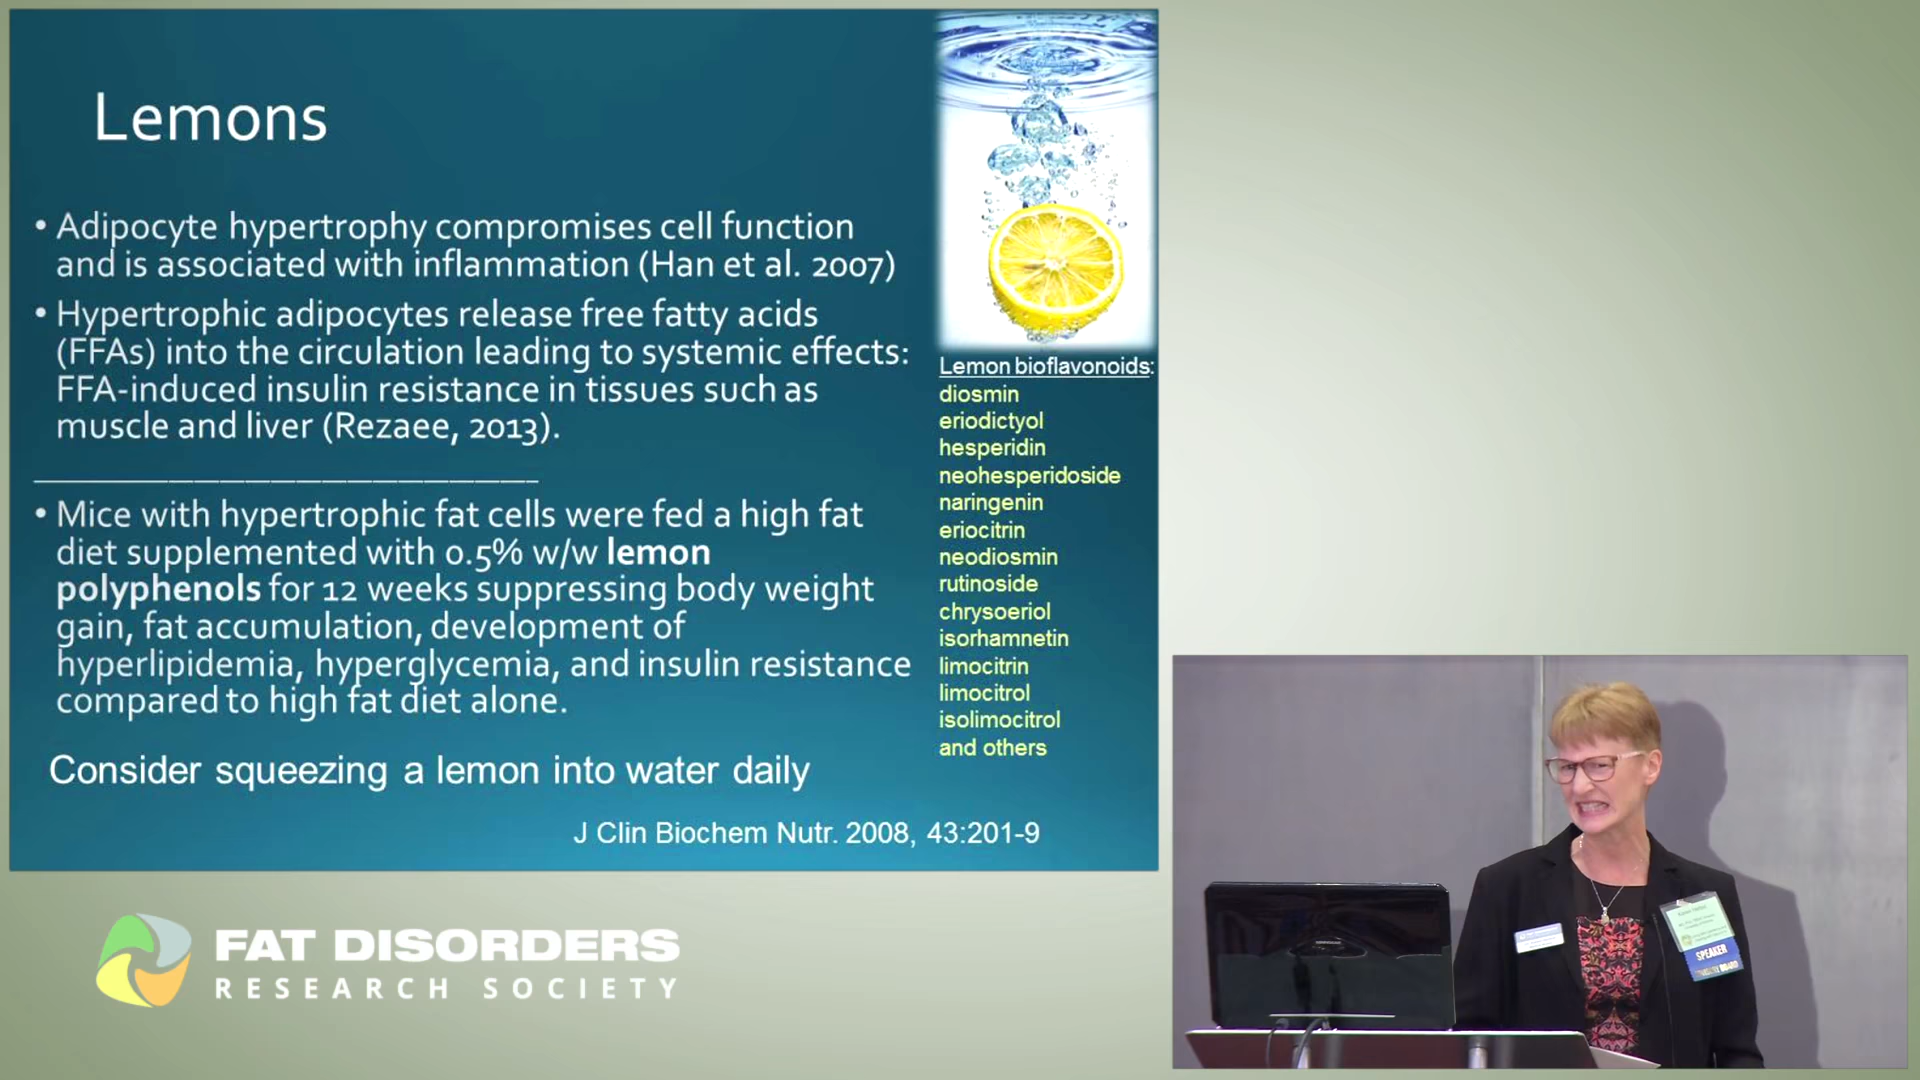 Lemons
• Adipocyte hypertrophy compromises cell function
and is associated with inflammation (Han et al. 2007)
• Hypertrophic adipocytes release free fatty acids
(FFAs) into the circulation leading to systemic effects:
FFA-induced insulin resistance in tissues such as
muscle and liver (Rezaee, 2013).
• Mice with hypertrophic fat cells were fed a high fat
diet supplemented with 0.5% w/w lemon
polyphenols for 12 weeks suppressing body weight
gain, fat accumulation, development of
hyperlipidemia, hyperglycemia, and insulin resistance
compared to high fat diet alone.
Consider squeezing a lemon into water daily
J Clin Biochem Nutr. 2008, 43:201-9
Lemon bioflavonoids:
diosmin
eriodictyol
hesperidin
neohesperidoside
naringenin
eriocitrin
neodiosmin
rutinoside
chrysoeriol
isorhamnetin
limocitrin
limocitrol
isolimocitrol
and others
FAT DISORDERS
RESEARCH SOCIETY
SPEAKER
BOARD